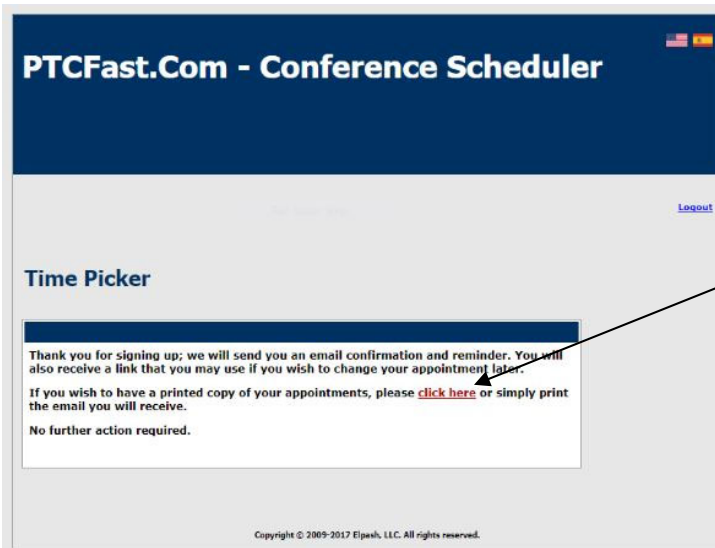 PTCFast.Com - Conference Scheduler
Logout
Time Picker
Thank you for signing up; we will send you an email confirmation and reminder. You will
also receive a link that you may use if you wish to change your appointment later.
If you wish to have a printed copy of your appointments, please click here or simply print
the email you will receive.
No further action required.
Copyright © 2009-2017 Elpash, LLC. All rights reserved.